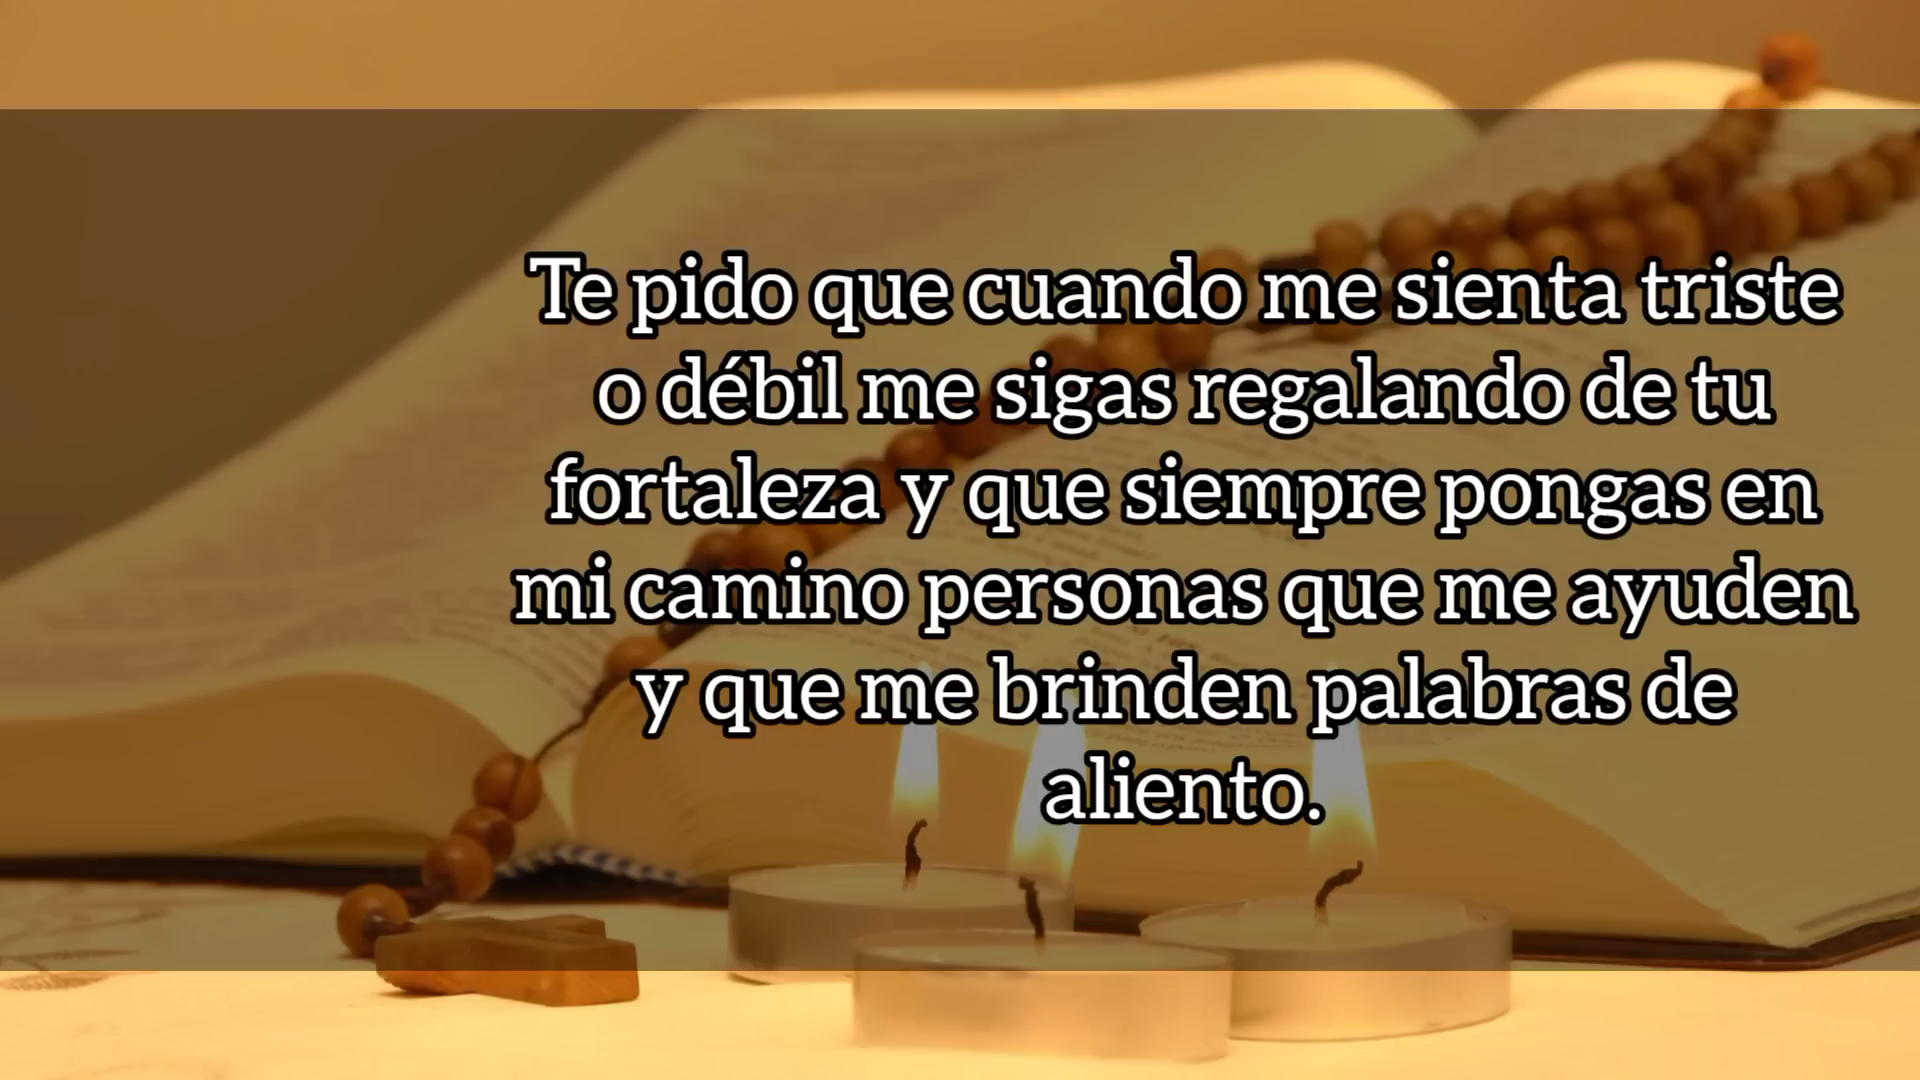 Te pido que cuando me sienta triste
o débil me sigas regalando de tu
fortaleza y que siempre pongas en
mi camino personas que me ayuden
y que me brinden palabras de
aliento.